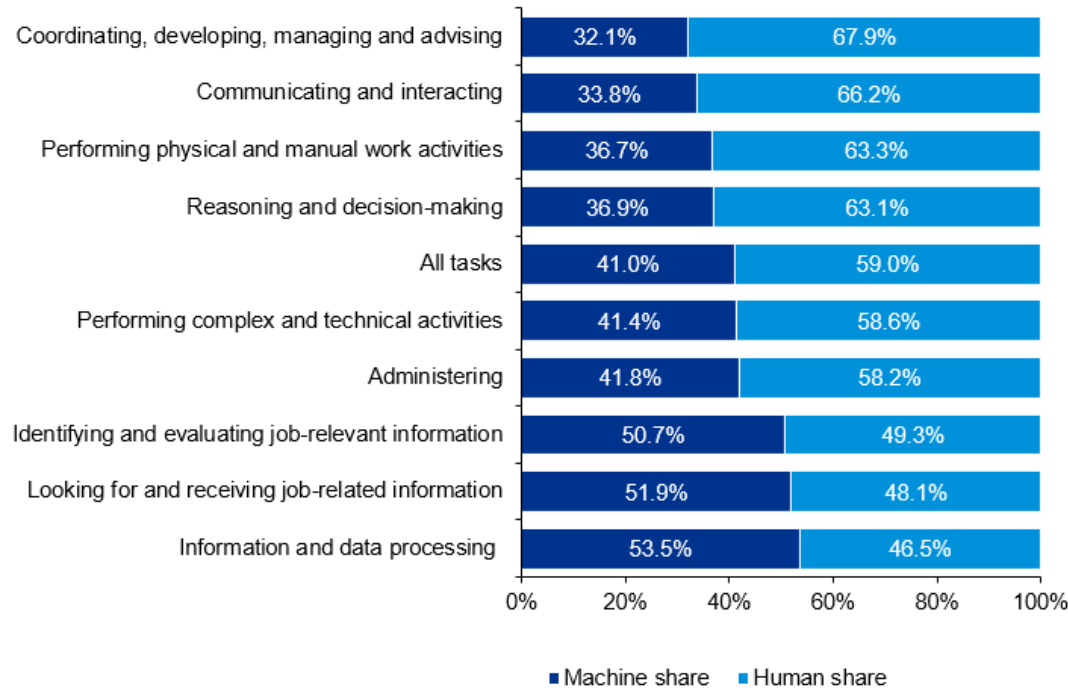 Coordinating, developing, managing and advising 32.1% 67.9%
Communicating and interacting 33.8% 66.2%
Performing physical and manual work activities 36.7% 63.3%
Reasoning and decision-making 36.9% 63.1%
All tasks 41.0% 59.0%
Performing complex and technical activities 41.4% 58.6%
Administering 41.8% 58.2%
Identifying and evaluating job-relevant information 50.7% 49.3%
Looking for and receiving job-related information 51.9% 48.1%
Information and data processing 53.5% 46.5%
0% 20% 40% 60% 80% 100%
Machine share Human share